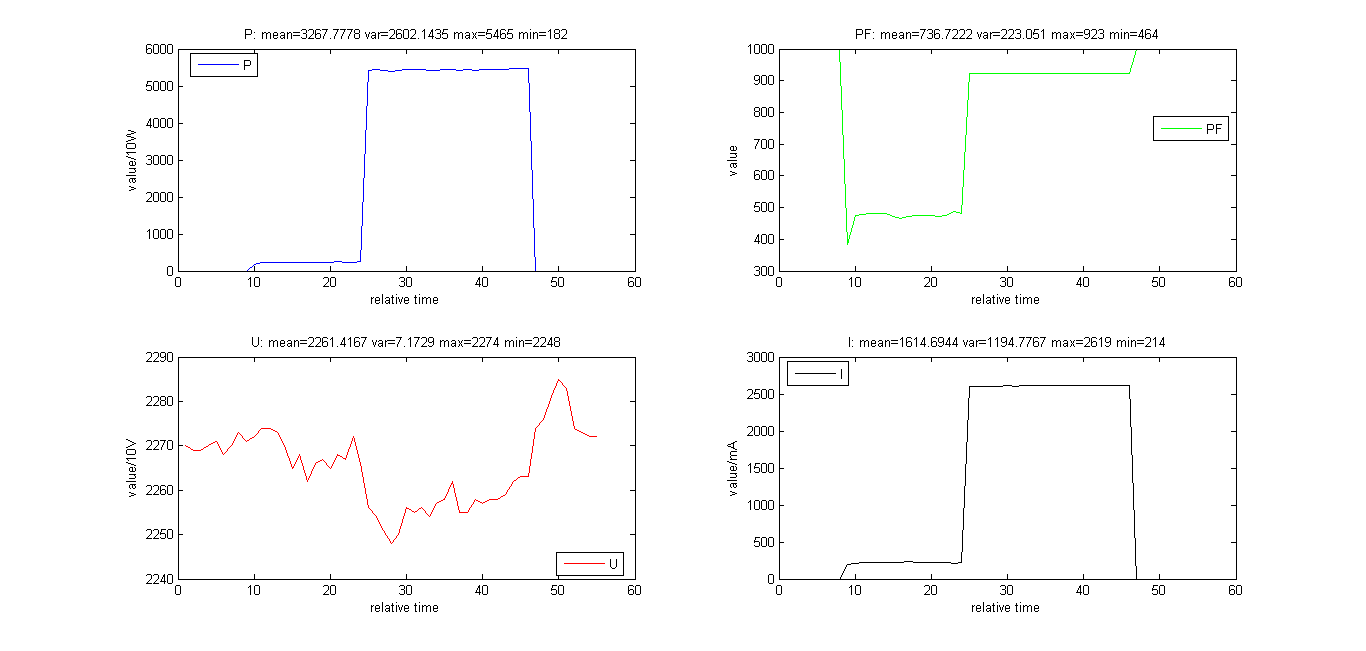 P: mean=3267.7778 var=2602.1435 max=5465 min=182
6000
5000
4000
3000
2000
1000
0
value/10W
P
0 10 20 30 40 50 60
relative time
PF: mean=736.7222 var=223.051 max=923 min=464
1000
900
800
700
600
500
400
300
value
PF
0 10 20 30 40 50 60
relative time
U: mean=2261.4167 var=7.1729 max=2274 min=2248
2290
2280
2270
2260
2250
2240
value/10V
U
0 10 20 30 40 50 60
relative time
I: mean=1614.6944 var=1194.7767 max=2619 min=214
3000
2500
2000
1500
1000
500
0
value/mA
I
0 10 20 30 40 50 60
relative time